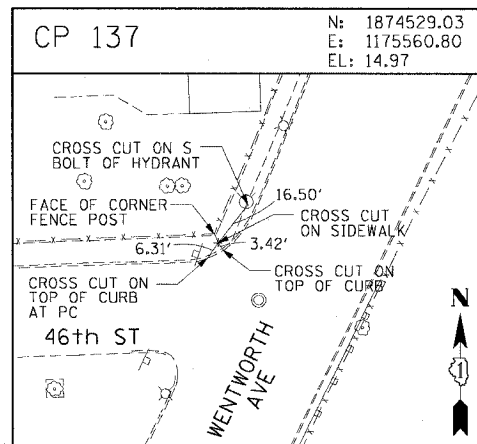 CP 137
N: 1874529.03
E: 1175560.80
EL: 14.97
CROSS CUT ON S
BOLT OF HYDRANT
FACE OF CORNER
FENCE POST
16.50'
CROSS CUT
ON SIDEWALK
6.31'
3.42'
CROSS CUT ON
TOP OF CURB
AT PC
CROSS CUT ON
TOP OF CURB
46th ST
WENTWORTH
AVE
N
1